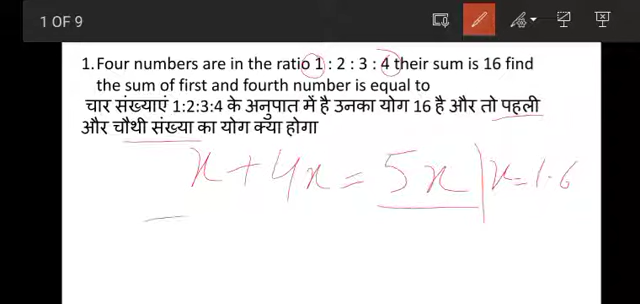 1 OF 9
1. Four numbers are in the ratio 1 : 2 : 3 : 4 their sum is 16 find
the sum of first and fourth number is equal to
चार संख्याएं 1:2:3:4 के अनुपात में है उनका योग 16 है और तो पहली
और चौथी संख्या का योग क्या होगा
x + 4x = 5x | x = 1.6